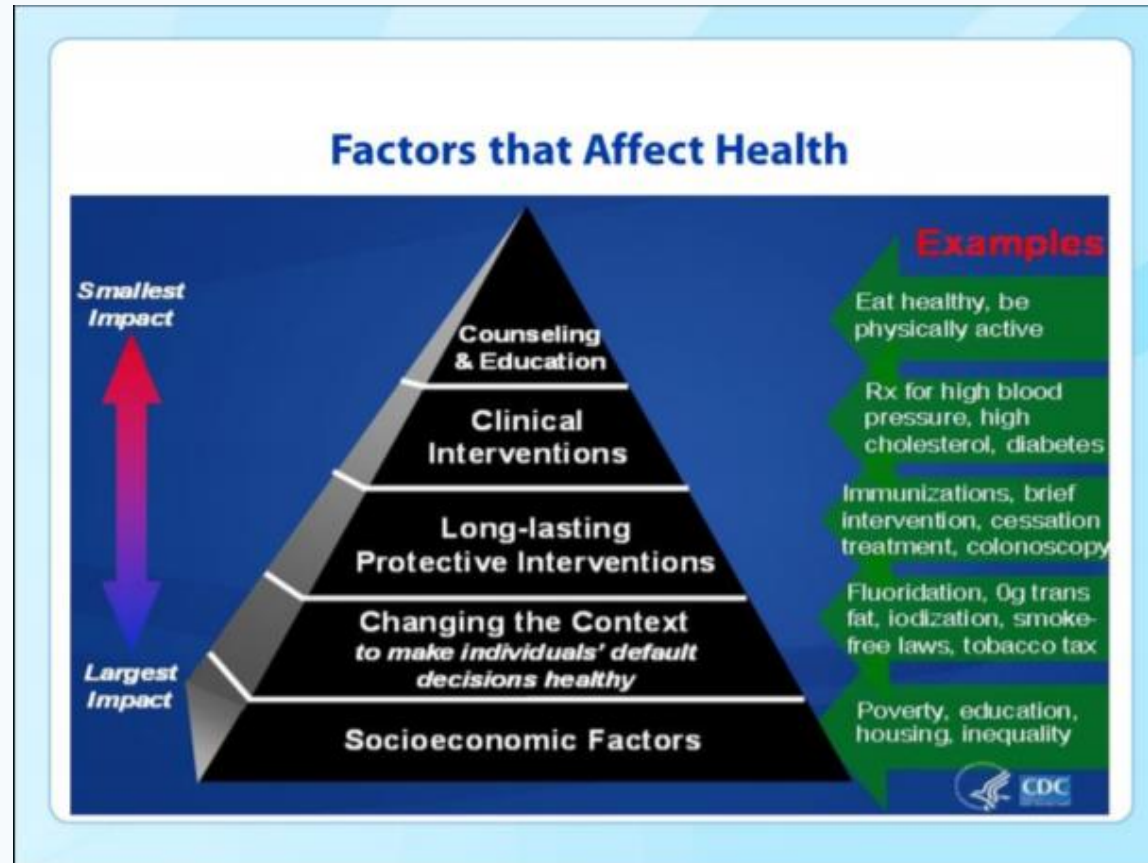 Factors that Affect Health
Smallest
Impact
Largest
Impact
Counseling
& Education
Clinical
Interventions
Long-lasting
Protective Interventions
Changing the Context
to make individuals' default
decisions healthy
Socioeconomic Factors
Examples
Eat healthy, be
physically active
Rx for high blood
pressure, high
cholesterol, diabetes
Immunizations, brief
intervention, cessation
treatment, colonoscopy
Fluoridation, 0g trans
fat, iodization, smoke-
free laws, tobacco tax
Poverty, education,
housing, inequality
CDC